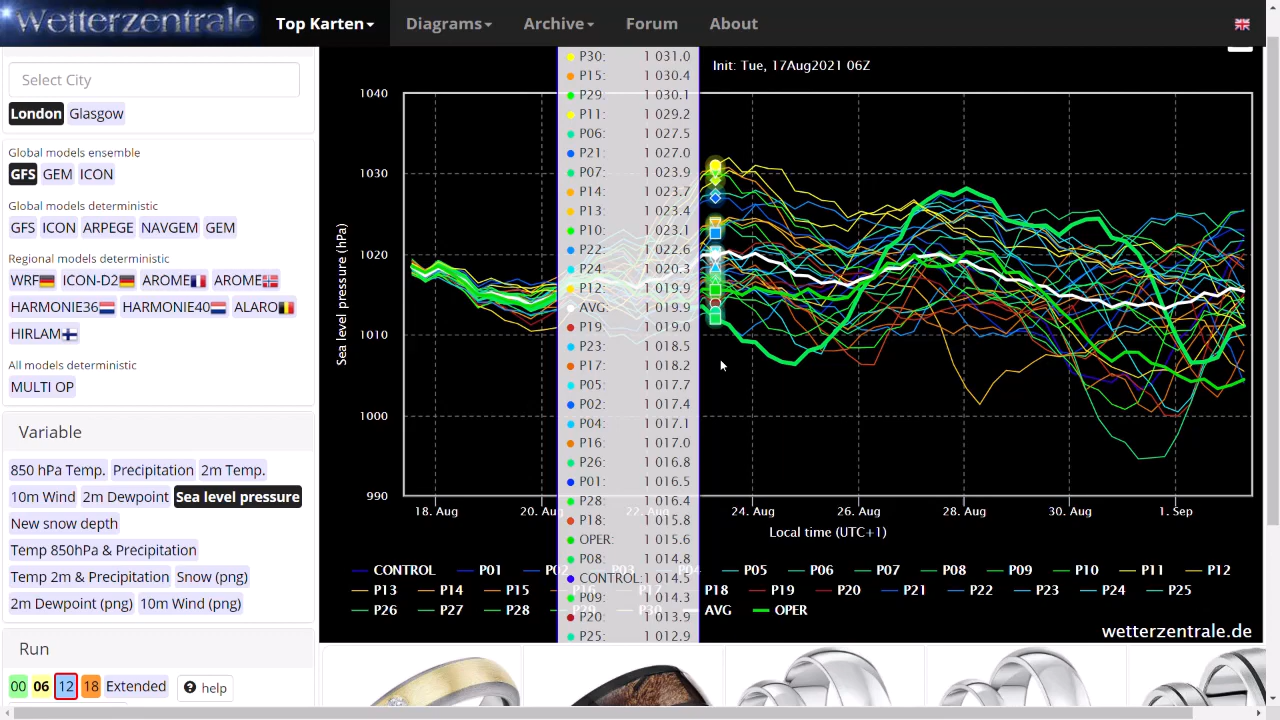 Wetterzentrale
Top Karten Diagrams Archive Forum About
Select City
London Glasgow
Global models ensemble
GFS GEM ICON
Global models deterministic
GFS ICON ARPEGE NAVGEM GEM
Regional models deterministic
WRF ICON-D2 AROME AROME
HARMONIE36 HARMONIE40 ALARO
HIRLAM
All models deterministic
MULTI OP
Variable
850 hPa Temp. Precipitation 2m Temp.
10m Wind 2m Dewpoint Sea level pressure
New snow depth
Temp 850hPa & Precipitation
Temp 2m & Precipitation Snow (png)
2m Dewpoint (png) 10m Wind (png)
Run
00 06 12 18 Extended help
Init: Tue, 17Aug2021 06Z
Sea level pressure (hPa)
1040
1030
1020
1010
1000
990
P30: 1 031.0
P15: 1 030.4
P29: 1 030.1
P11: 1 029.2
P06: 1 027.5
P21: 1 027.0
P07: 1 023.9
P14: 1 023.7
P13: 1 023.4
P10: 1 023.1
P22: 1 022.6
P24: 1 020.3
P12: 1 019.9
AVG: 1 019.9
P19: 1 019.0
P23: 1 018.5
P17: 1 018.2
P05: 1 017.7
P02: 1 017.4
P04: 1 017.1
P16: 1 017.0
P26: 1 016.8
P01: 1 016.5
P28: 1 016.4
P18: 1 015.8
OPER: 1 015.6
P08: 1 014.8
CONTROL: 1 014.5
P09: 1 014.3
P20: 1 013.9
P25: 1 012.9
18. Aug 20. Aug 22. Aug 24. Aug 26. Aug 28. Aug 30. Aug 1. Sep
Local time (UTC+1)
CONTROL P01 P02 P03 P04 P05 P06 P07 P08 P09 P10 P11 P12
P13 P14 P15 P18 P19 P20 P21 P22 P23 P24 P25
P26 P27 P28 P29 P30 AVG OPER
wetterzentrale.de